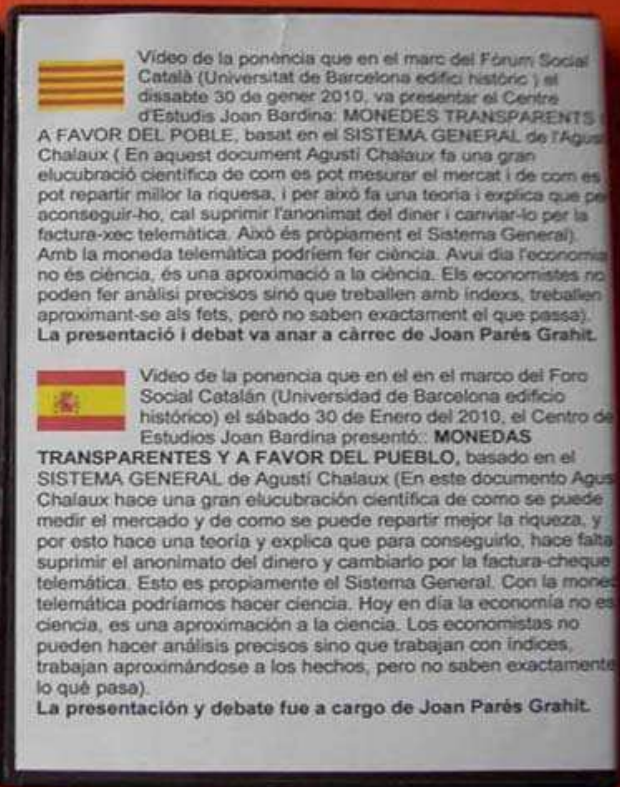 Vídeo de la ponència que en el marc del Fòrum Social
Català (Universitat de Barcelona edifici històric ) el
dissabte 30 de gener 2010, va presentar el Centre
d'Estudis Joan Bardina: MONEDES TRANSPARENTS
A FAVOR DEL POBLE, basat en el SISTEMA GENERAL de l'Agus
Chalaux ( En aquest document Agustí Chalaux fa una gran
elucubració científica de com es pot mesurar el mercat i de com es
pot repartir millor la riquesa, i per això fa una teoria i explica que pe
aconseguir-ho, cal suprimir l'anonimat del diner i canviar-lo per la
factura-xec telemàtica. Això és pròpiament el Sistema General).
Amb la moneda telemàtica podríem fer ciència. Avui dia l'economia
no és ciència, és una aproximació a la ciència. Els economistes no
poden fer anàlisi precisos sinó que treballen amb indexs, treballen
aproximant-se als fets, però no saben exactament el que passa).
La presentació i debat va anar a càrrec de Joan Parés Grahit.
Video de la ponencia que en el en el marco del Foro
Social Catalán (Universidad de Barcelona edificio
histórico) el sábado 30 de Enero del 2010, el Centro de
Estudios Joan Bardina presentó:: MONEDAS
TRANSPARENTES Y A FAVOR DEL PUEBLO, basado en el
SISTEMA GENERAL de Agustí Chalaux (En este documento Agus
Chalaux hace una gran elucubración científica de como se puede
medir el mercado y de como se puede repartir mejor la riqueza, y
por esto hace una teoría y explica que para conseguirlo, hace falta
suprimir el anonimato del dinero y cambiarlo por la factura-cheque
telemática. Esto es propiamente el Sistema General. Con la mone
telemática podríamos hacer ciencia. Hoy en día la economía no es
ciencia, es una aproximación a la ciencia. Los economistas no
pueden hacer análisis precisos sino que trabajan con índices,
trabajan aproximándose a los hechos, pero no saben exactamente
lo qué pasa).
La presentación y debate fue a cargo de Joan Parés Grahit.